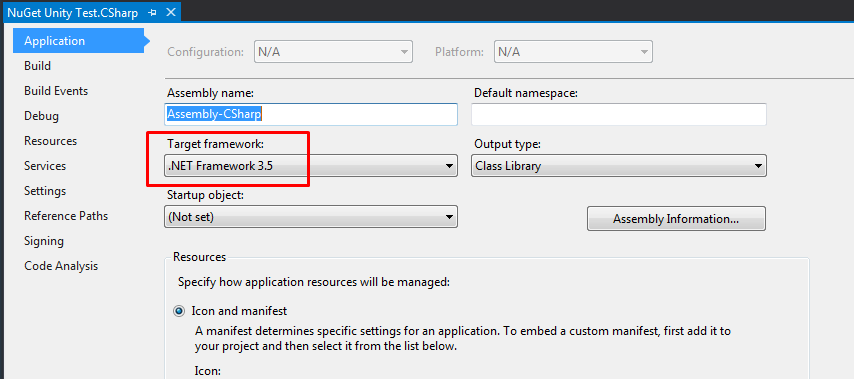 NuGet Unity Test.CSharp
Application
Build
Build Events
Debug
Resources
Services
Settings
Reference Paths
Signing
Code Analysis
Configuration: N/A Platform: N/A
Assembly name: Default namespace:
Assembly-CSharp
Target framework: Output type:
.NET Framework 3.5 Class Library
Startup object:
(Not set) Assembly Information...
Resources
Specify how application resources will be managed:
Icon and manifest
A manifest determines specific settings for an application. To embed a custom manifest, first add it to
your project and then select it from the list below.
Icon: